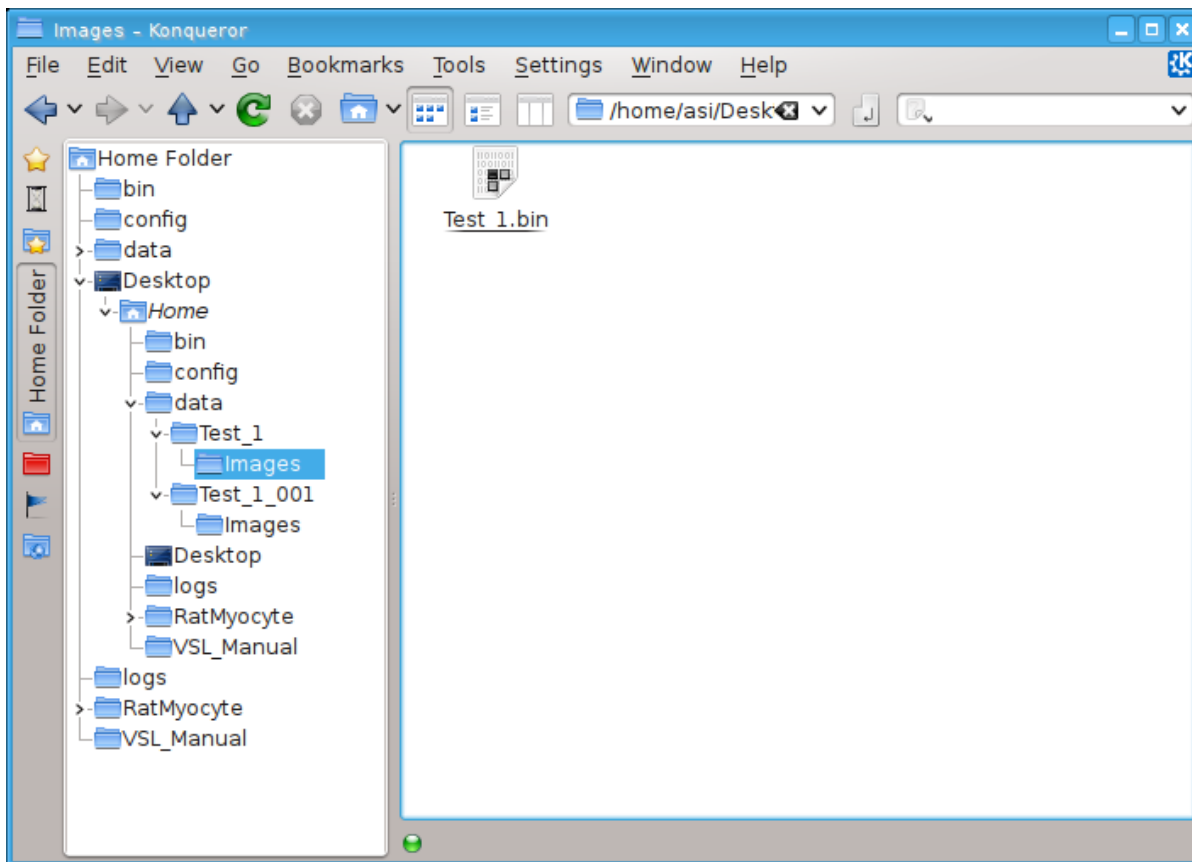 Images - Konqueror
File Edit View Go Bookmarks Tools Settings Window Help
/home/asi/Desk
Home Folder
Home Folder
bin
config
data
Desktop
Home
bin
config
data
Test_1
Images
Test_1_001
Images
Desktop
logs
RatMyocyte
VSL_Manual
logs
RatMyocyte
VSL_Manual
Test_1.bin